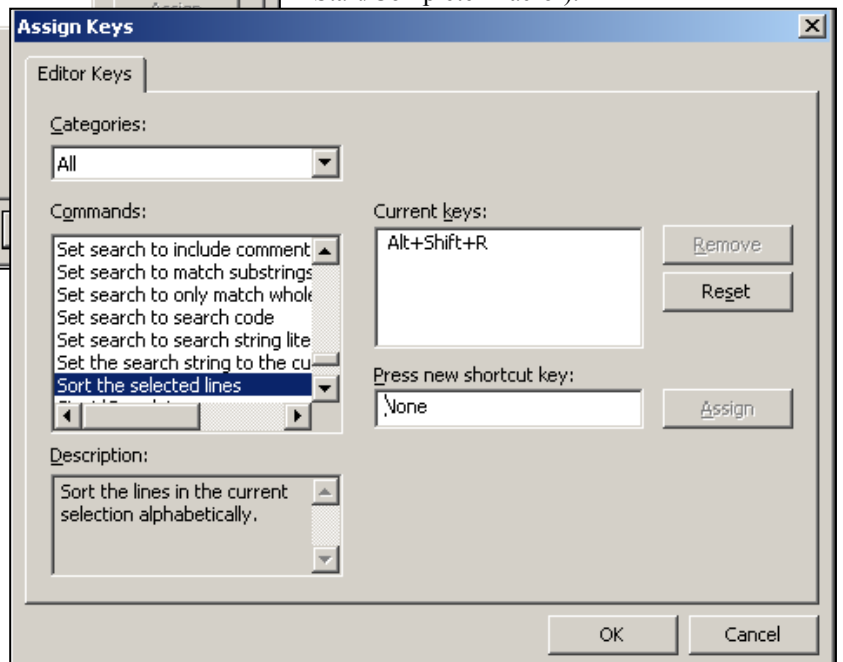 Assign
Assign Keys
Editor Keys
Categories:
All
Commands:
Set search to include comment
Set search to match substrings
Set search to only match whole
Set search to search code
Set search to search string lite
Set the search string to the cu
Sort the selected lines
Current keys:
Alt+Shift+R
Remove
Reset
Press new shortcut key:
None
Assign
Description:
Sort the lines in the current
selection alphabetically.
OK
Cancel